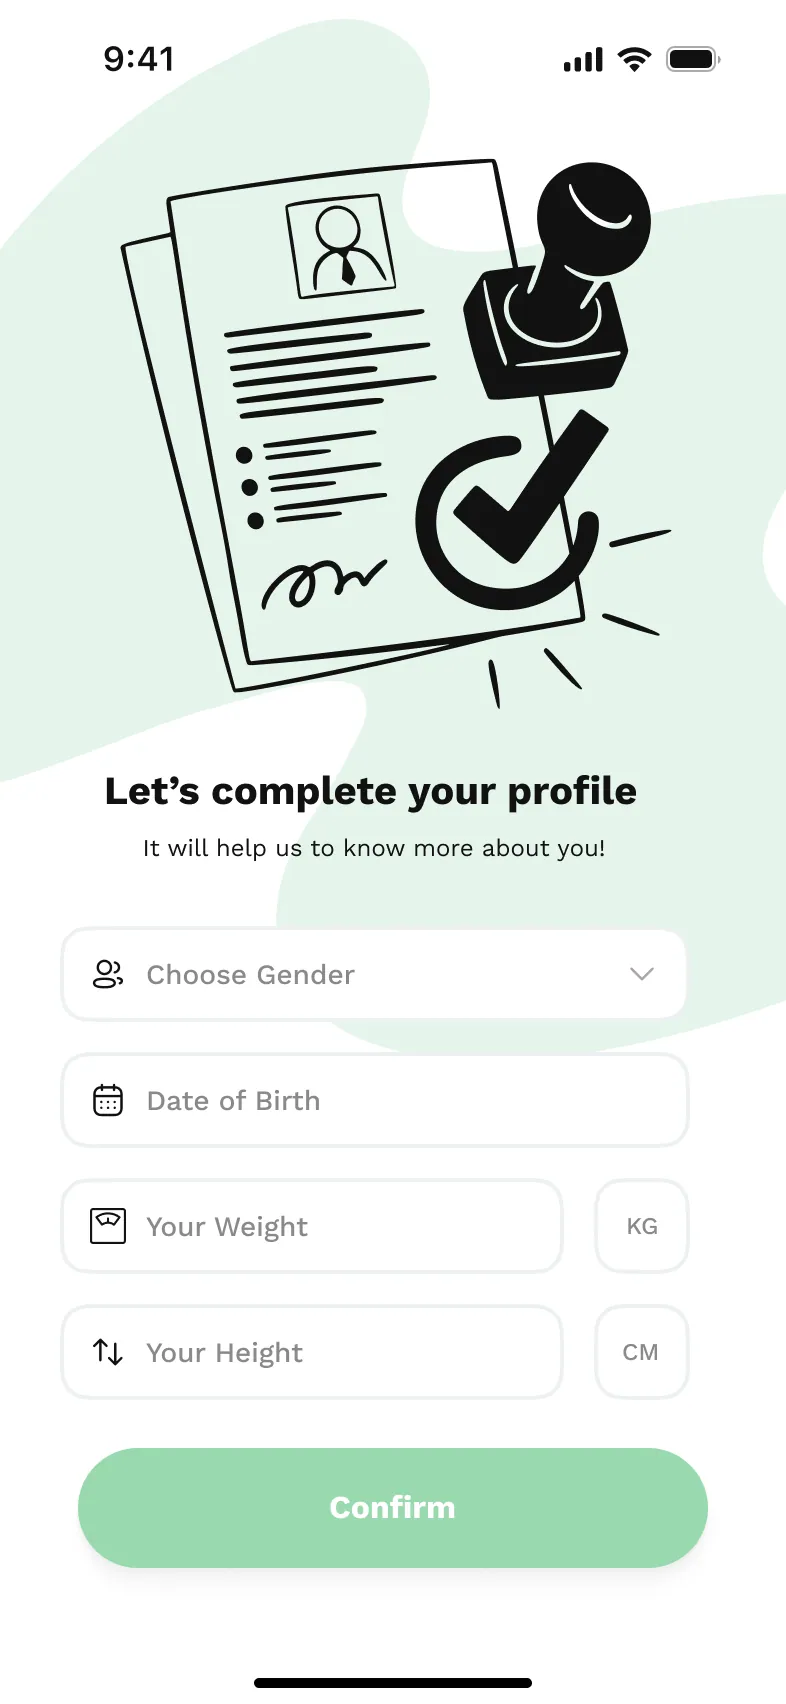 9:41
Let’s complete your profile
It will help us to know more about you!
Choose Gender
Date of Birth
Your Weight
KG
Your Height
CM
Confirm